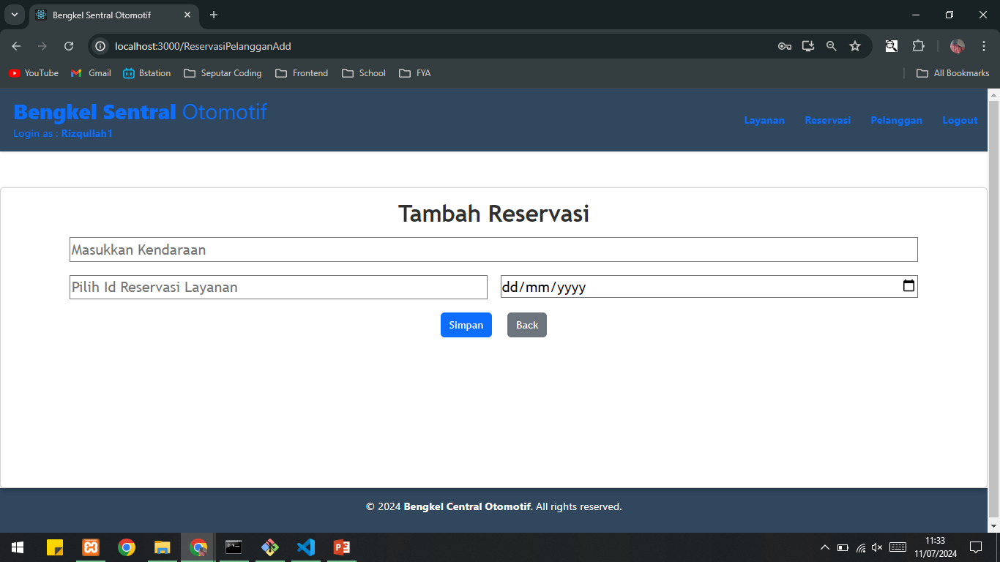 Bengkel Sentral Otomotif
localhost:3000/ReservasiPelangganAdd
YouTube Gmail Bstation Seputar Coding Frontend School FYA All Bookmarks
Bengkel Sentral Otomotif
Login as : Rizqullah1
Layanan Reservasi Pelanggan Logout
Tambah Reservasi
Masukkan Kendaraan
Pilih Id Reservasi Layanan dd/mm/yyyy
Simpan Back
© 2024 Bengkel Central Otomotif. All rights reserved.
11:33
11/07/2024